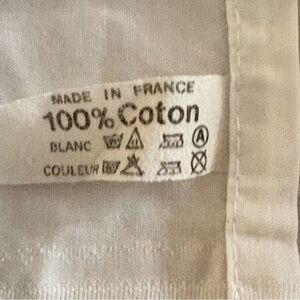 MADE IN FRANCE
100% Coton
BLANC A
COULEUR